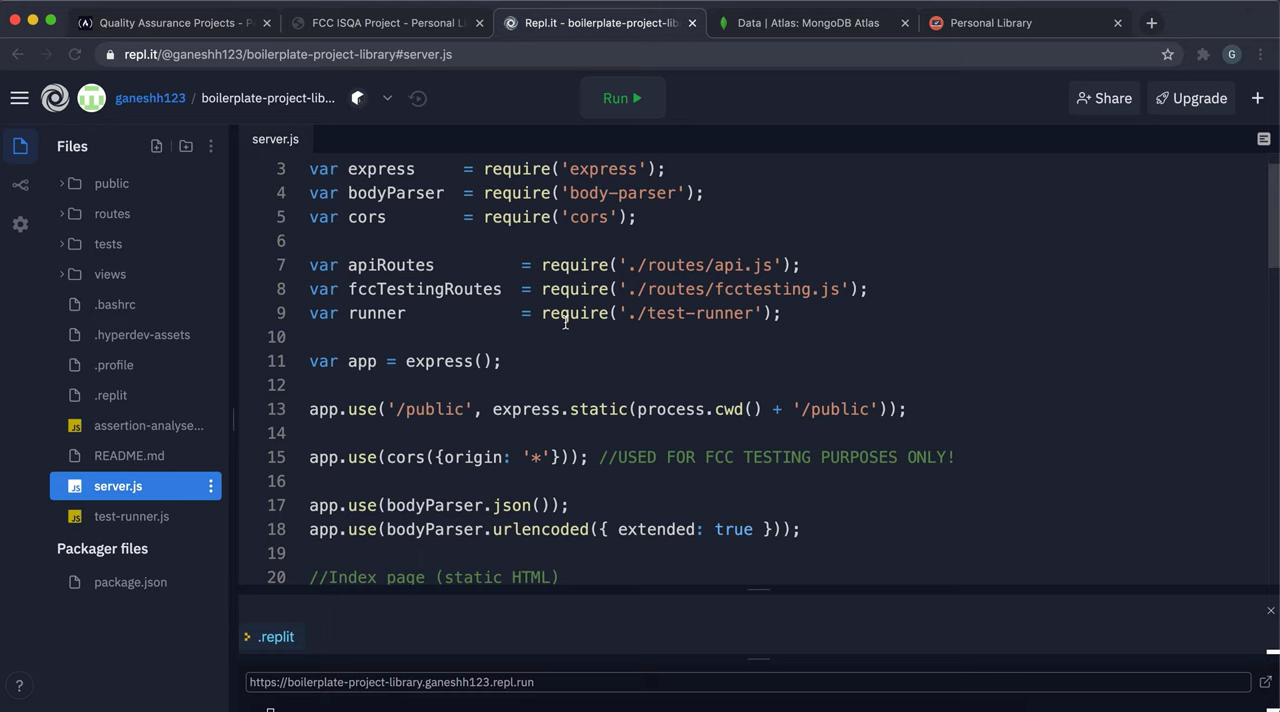 Quality Assurance Projects - P
FCC ISQA Project - Personal Li
Repl.it - boilerplate-project-lib
Data | Atlas: MongoDB Atlas
Personal Library
repl.it/@ganeshh123/boilerplate-project-library#server.js
G
ganeshh123 / boilerplate-project-lib...
Run
Share
Upgrade
Files
public
routes
tests
views
.bashrc
.hyperdev-assets
.profile
.replit
JS assertion-analyse...
README.md
JS server.js
JS test-runner.js
Packager files
package.json
server.js
3 var express     = require('express');
4 var bodyParser  = require('body-parser');
5 var cors        = require('cors');
6
7 var apiRoutes         = require('./routes/api.js');
8 var fccTestingRoutes  = require('./routes/fcctesting.js');
9 var runner            = require('./test-runner');
10
11 var app = express();
12
13 app.use('/public', express.static(process.cwd() + '/public'));
14
15 app.use(cors({origin: '*'})); //USED FOR FCC TESTING PURPOSES ONLY!
16
17 app.use(bodyParser.json());
18 app.use(bodyParser.urlencoded({ extended: true }));
19
20 //Index page (static HTML)
.replit
https://boilerplate-project-library.ganeshh123.repl.run
?